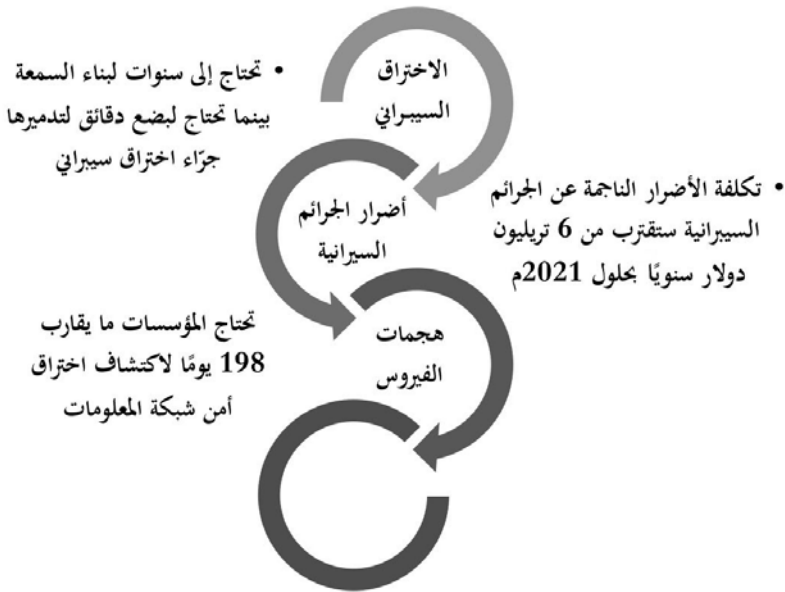 الاختراق
السيبراني
• تحتاج إلى سنوات لبناء السمعة
بينما تحتاج لبضع دقائق لتدميرها
جرّاء اختراق سيبراني
أضرار الجرائم
السيرانية
• تكلفة الأضرار الناجمة عن الجرائم
السيبرانية ستقترب من 6 تريليون
دولار سنويًا بحلول 2021م
هجمات
الفيروس
تحتاج المؤسسات ما يقارب
198 يومًا لاكتشاف اختراق
أمن شبكة المعلومات